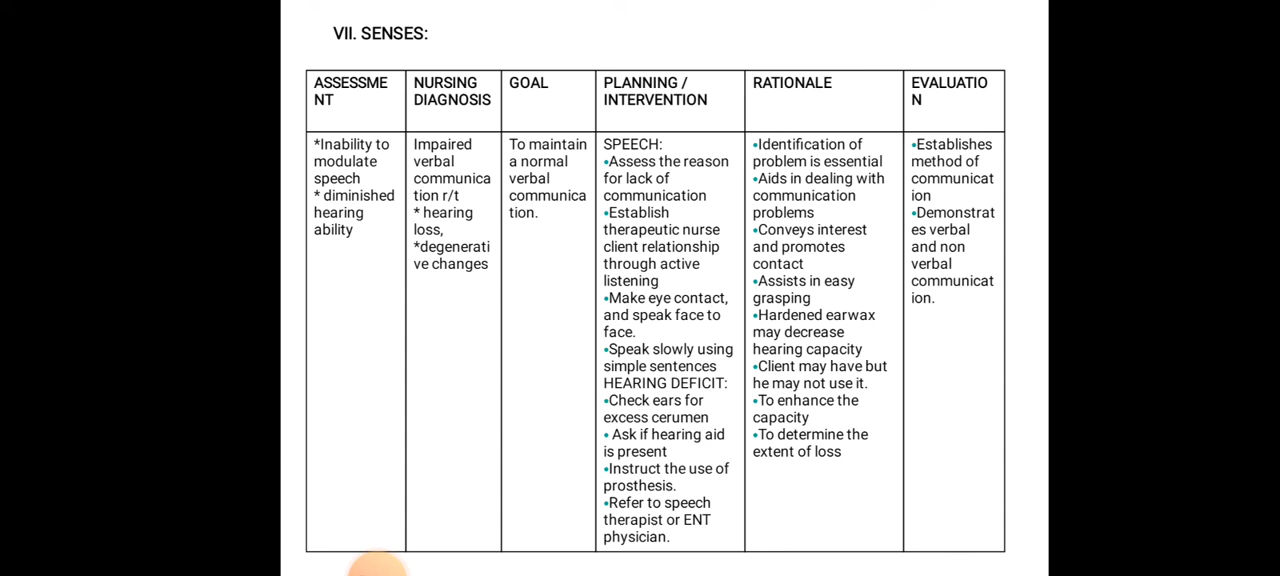 VII. SENSES:
ASSESSME
NT
NURSING
DIAGNOSIS
GOAL
PLANNING /
INTERVENTION
RATIONALE
EVALUATIO
N
*Inability to
modulate
speech
* diminished
hearing
ability
Impaired
verbal
communica
tion r/t
* hearing
loss,
*degenerati
ve changes
To maintain
a normal
verbal
communica
tion.
SPEECH:
•Assess the reason
for lack of
communication
•Establish
therapeutic nurse
client relationship
through active
listening
•Make eye contact,
and speak face to
face.
•Speak slowly using
simple sentences
HEARING DEFICIT:
•Check ears for
excess cerumen
• Ask if hearing aid
is present
•Instruct the use of
prosthesis.
•Refer to speech
therapist or ENT
physician.
•Identification of
problem is essential
•Aids in dealing with
communication
problems
•Conveys interest
and promotes
contact
•Assists in easy
grasping
•Hardened earwax
may decrease
hearing capacity
•Client may have but
he may not use it.
•To enhance the
capacity
•To determine the
extent of loss
•Establishes
method of
communicat
ion
•Demonstrat
es verbal
and non
verbal
communicat
ion.